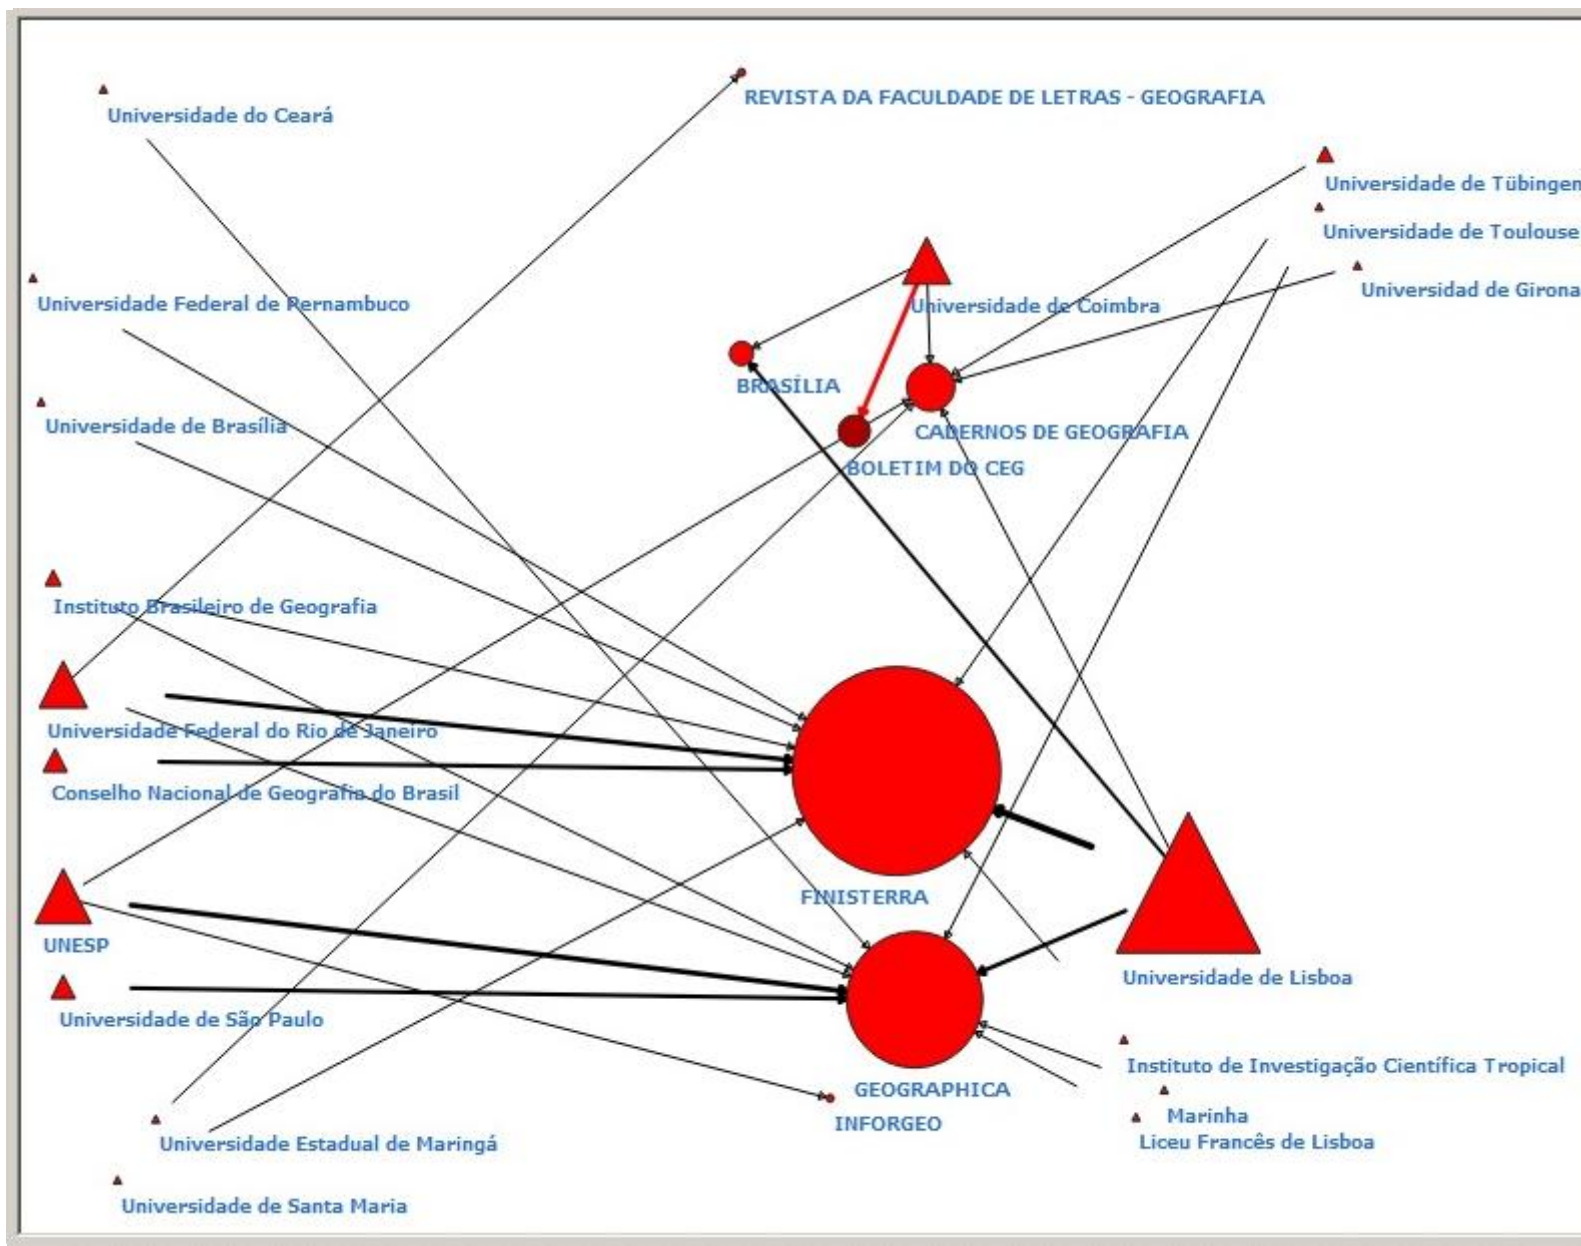 REVISTA DA FACULDADE DE LETRAS - GEOGRAFIA
Universidade do Ceará
Universidade de Tübingen
Universidade de Toulouse
Universidad de Girona
Universidade Federal de Pernambuco
Universidade de Coimbra
BRASÍLIA
Universidade de Brasília
CADERNOS DE GEOGRAFIA
BOLETIM DO CEG
Instituto Brasileiro de Geografia
Universidade Federal do Rio de Janeiro
Conselho Nacional de Geografia do Brasil
FINISTERRA
UNESP
Universidade de Lisboa
Universidade de São Paulo
Instituto de Investigação Científica Tropical
GEOGRAPHICA
Marinha
INFORGEO
Liceu Francês de Lisboa
Universidade Estadual de Maringá
Universidade de Santa Maria